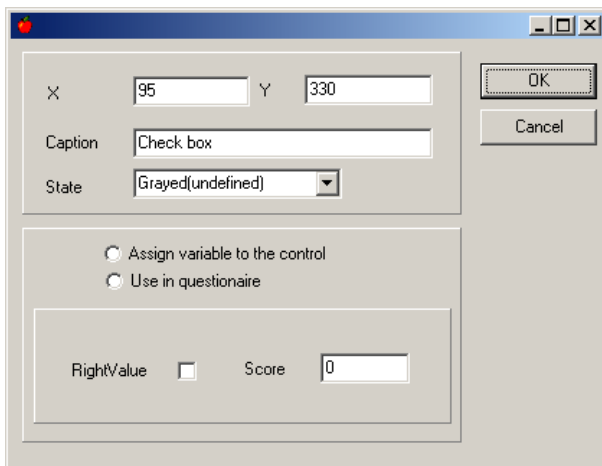 X 95 Y 330 OK
Caption Check box Cancel
State Grayed(undefined)
Assign variable to the control
Use in questionaire
RightValue Score 0